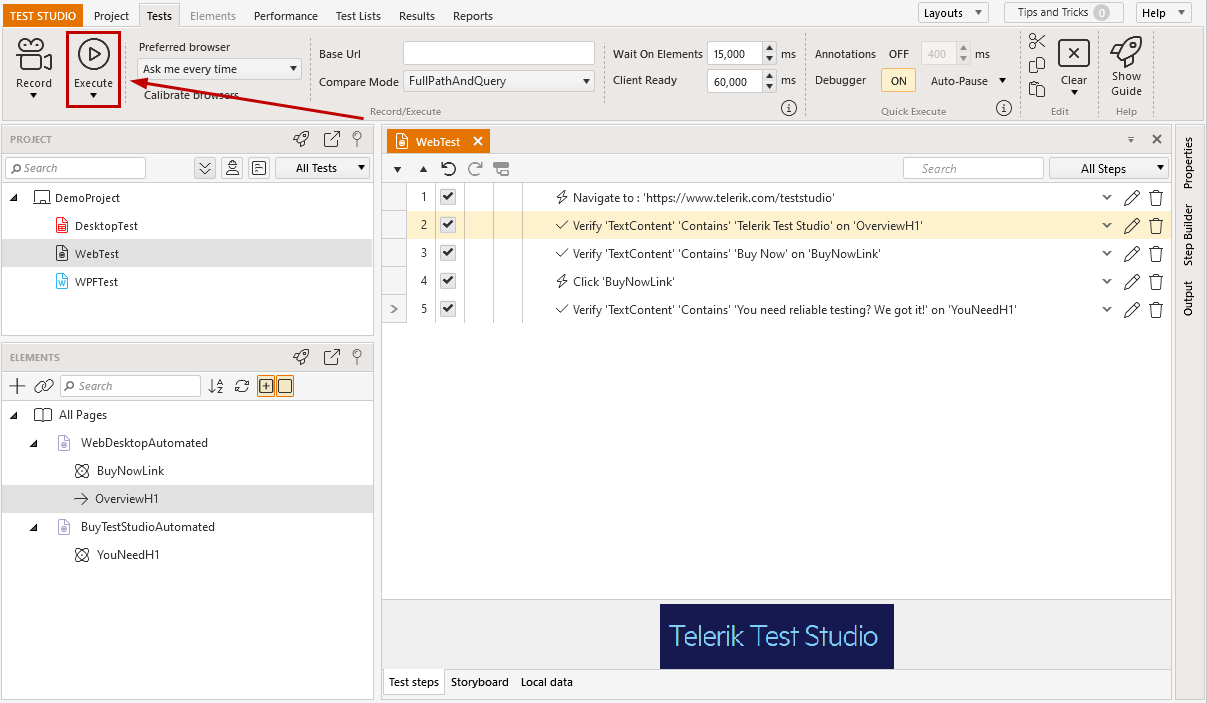 TEST STUDIO Project Tests Elements Performance Test Lists Results Reports Layouts Tips and Tricks 0 Help
Record
Execute
Preferred browser
Ask me every time
Calibrate browsers
Base Url
Compare Mode FullPathAndQuery
Record/Execute
Wait On Elements 15,000 ms
Client Ready 60,000 ms
Annotations OFF 400 ms
Debugger ON Auto-Pause
Quick Execute
Clear
Edit
Show
Guide
Help
PROJECT
Search All Tests
DemoProject
DesktopTest
WebTest
WPFTest
ELEMENTS
Search
All Pages
WebDesktopAutomated
BuyNowLink
OverviewH1
BuyTestStudioAutomated
YouNeedH1
WebTest
Search All Steps
1 Navigate to : 'https://www.telerik.com/teststudio'
2 Verify 'TextContent' 'Contains' 'Telerik Test Studio' on 'OverviewH1'
3 Verify 'TextContent' 'Contains' 'Buy Now' on 'BuyNowLink'
4 Click 'BuyNowLink'
5 Verify 'TextContent' 'Contains' 'You need reliable testing? We got it!' on 'YouNeedH1'
Telerik Test Studio
Test steps Storyboard Local data
Properties
Step Builder
Output